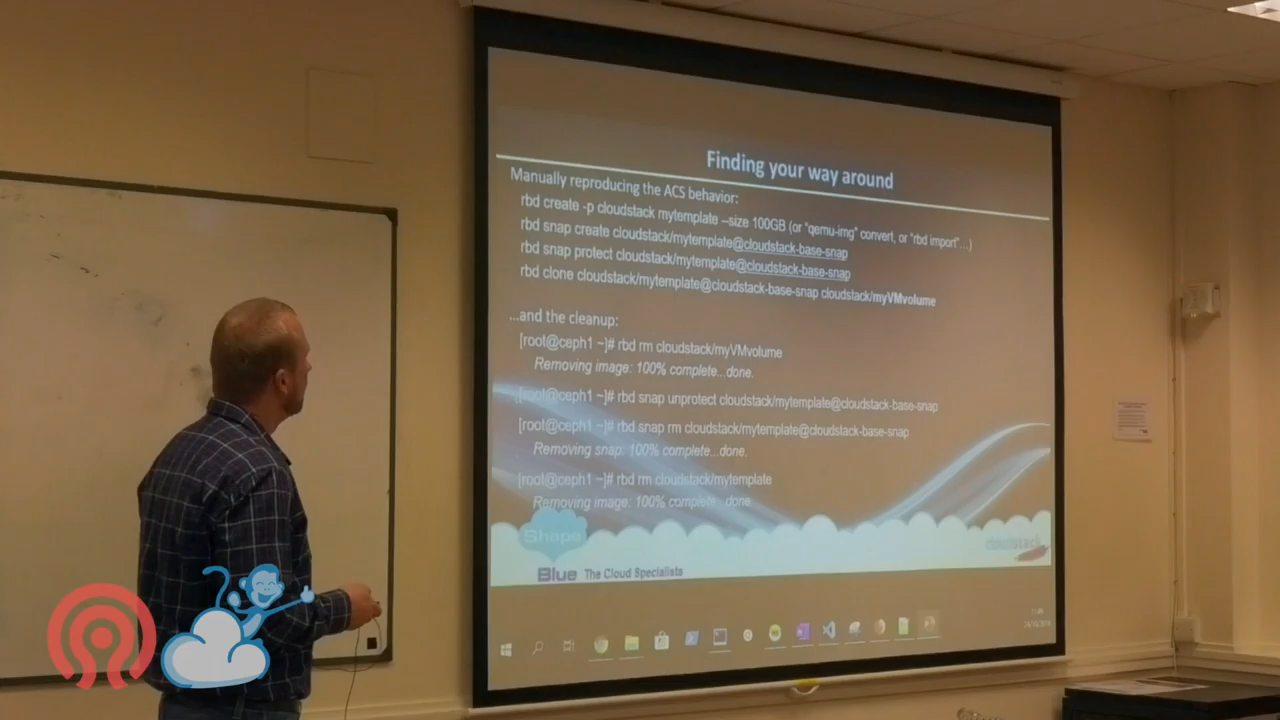 Finding your way around
Manually reproducing the ACS behavior:
rbd create -p cloudstack mytemplate --size 100GB (or "qemu-img" convert, or "rbd import"...)
rbd snap create cloudstack/mytemplate@cloudstack-base-snap
rbd snap protect cloudstack/mytemplate@cloudstack-base-snap
rbd clone cloudstack/mytemplate@cloudstack-base-snap cloudstack/myVMvolume
...and the cleanup:
[root@ceph1 ~]# rbd rm cloudstack/myVMvolume
Removing image: 100% complete...done.
[root@ceph1 ~]# rbd snap unprotect cloudstack/mytemplate@cloudstack-base-snap
[root@ceph1 ~]# rbd snap rm cloudstack/mytemplate@cloudstack-base-snap
Removing snap: 100% complete...done.
[root@ceph1 ~]# rbd rm cloudstack/mytemplate
Removing image: 100% complete...done
Shape
Blue The Cloud Specialists
cloudstack